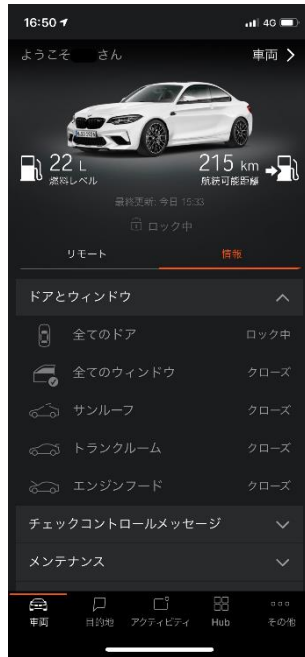 16:50
4G
ようこそ さん
車両
22 L
燃料レベル
215 km
航続可能距離
最終更新: 今日 15:33
ロック中
リモート
情報
ドアとウィンドウ
全てのドア
ロック中
全てのウィンドウ
クローズ
サンルーフ
クローズ
トランクルーム
クローズ
エンジンフード
クローズ
チェックコントロールメッセージ
メンテナンス
車両
目的地
アクティビティ
Hub
その他